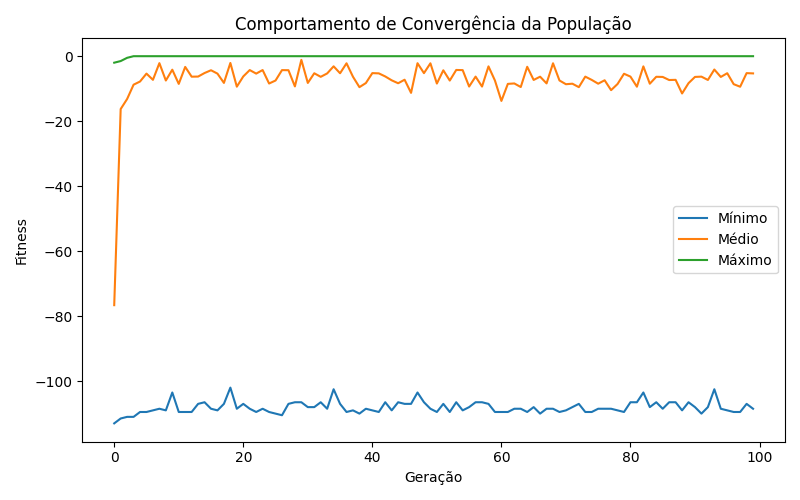 Comportamento de Convergência da População
Fitness
0
−20
−40
−60
−80
−100
Mínimo
Médio
Máximo
0 20 40 60 80 100
Geração